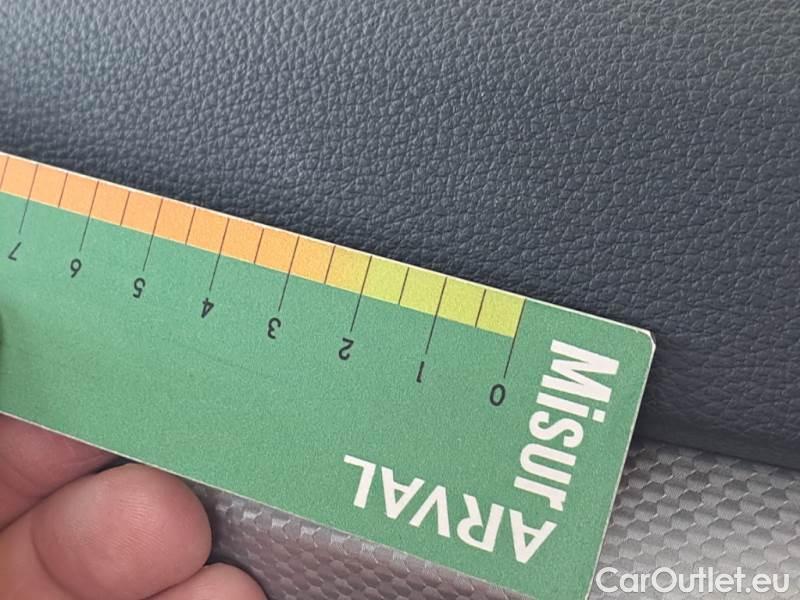 7 6 5 4 3 2 1 0
Misur
ARVAL
CarOutlet.eu